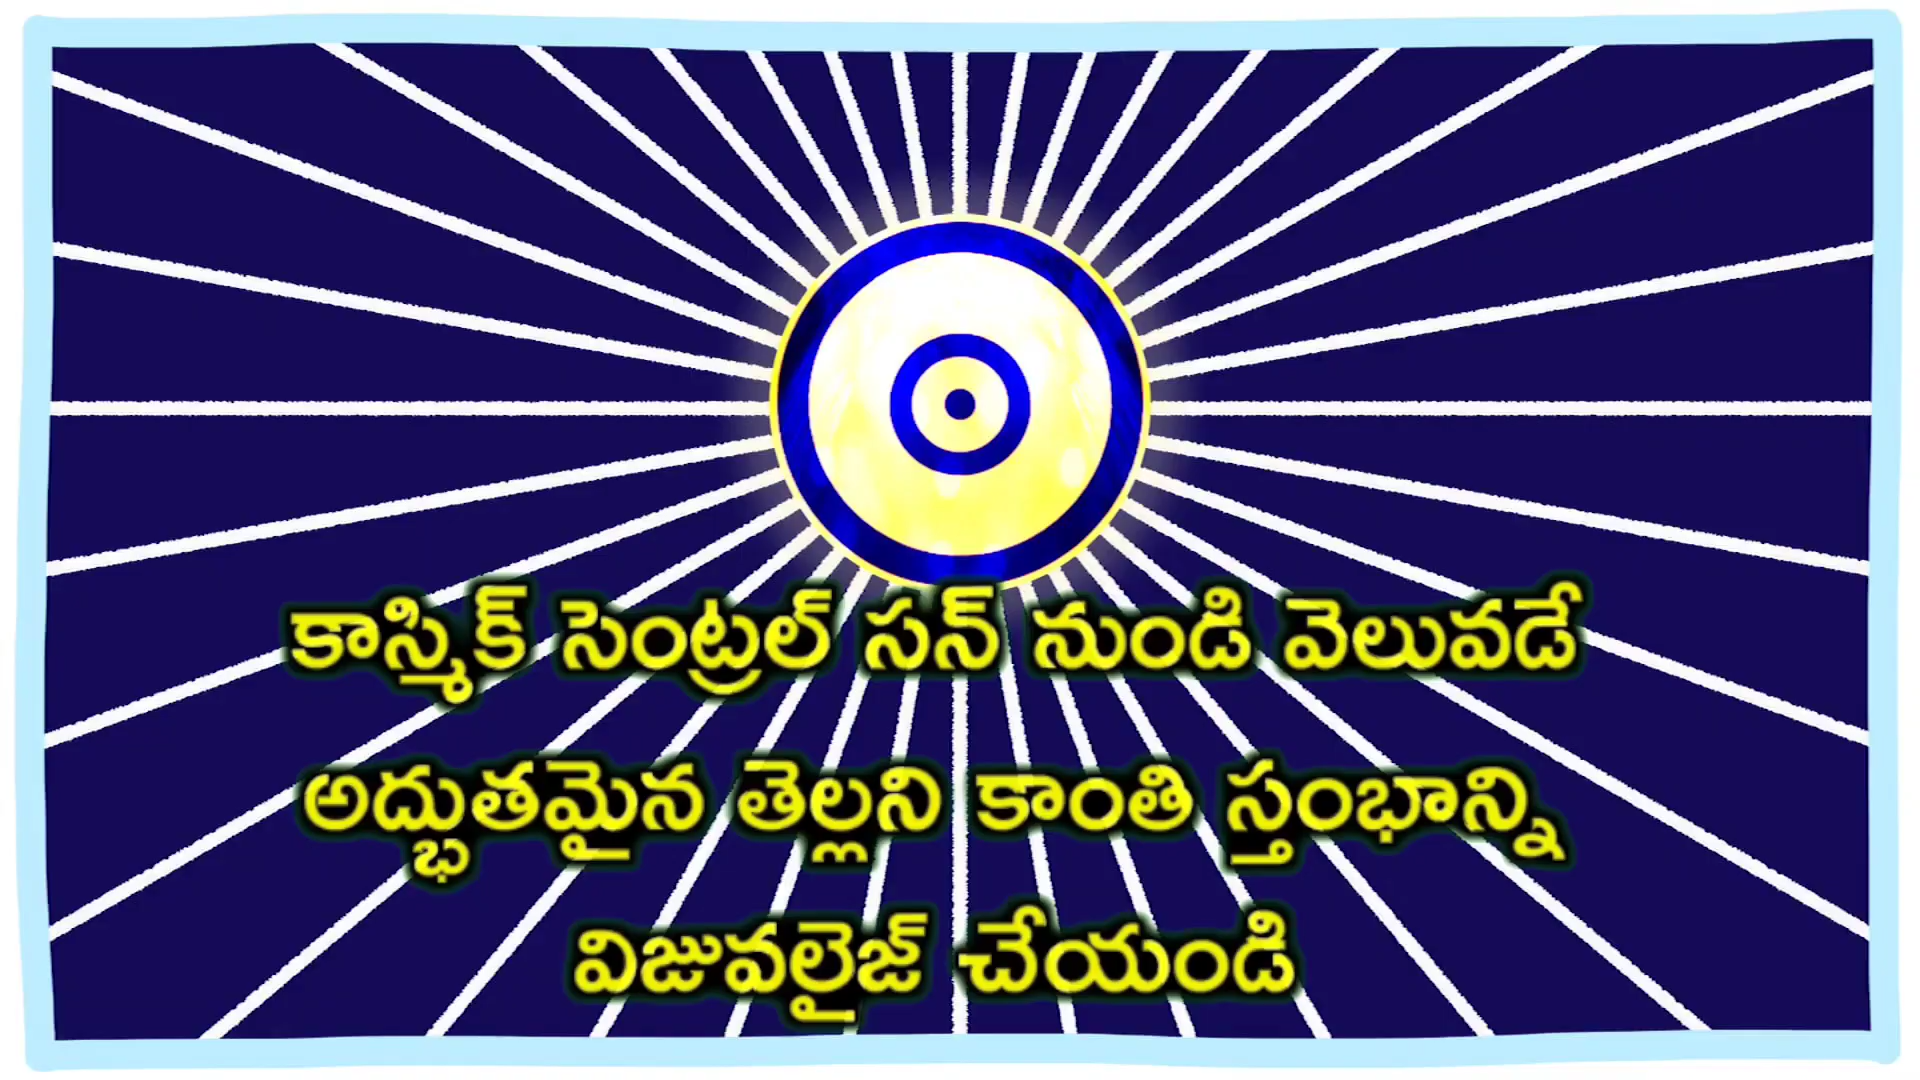 కాస్మిక్ సెంట్రల్ సన్ నుండి వెలువడే
అద్భుతమైన తెల్లని కాంతి స్తంభాన్ని
విజువలైజ్ చేయండి